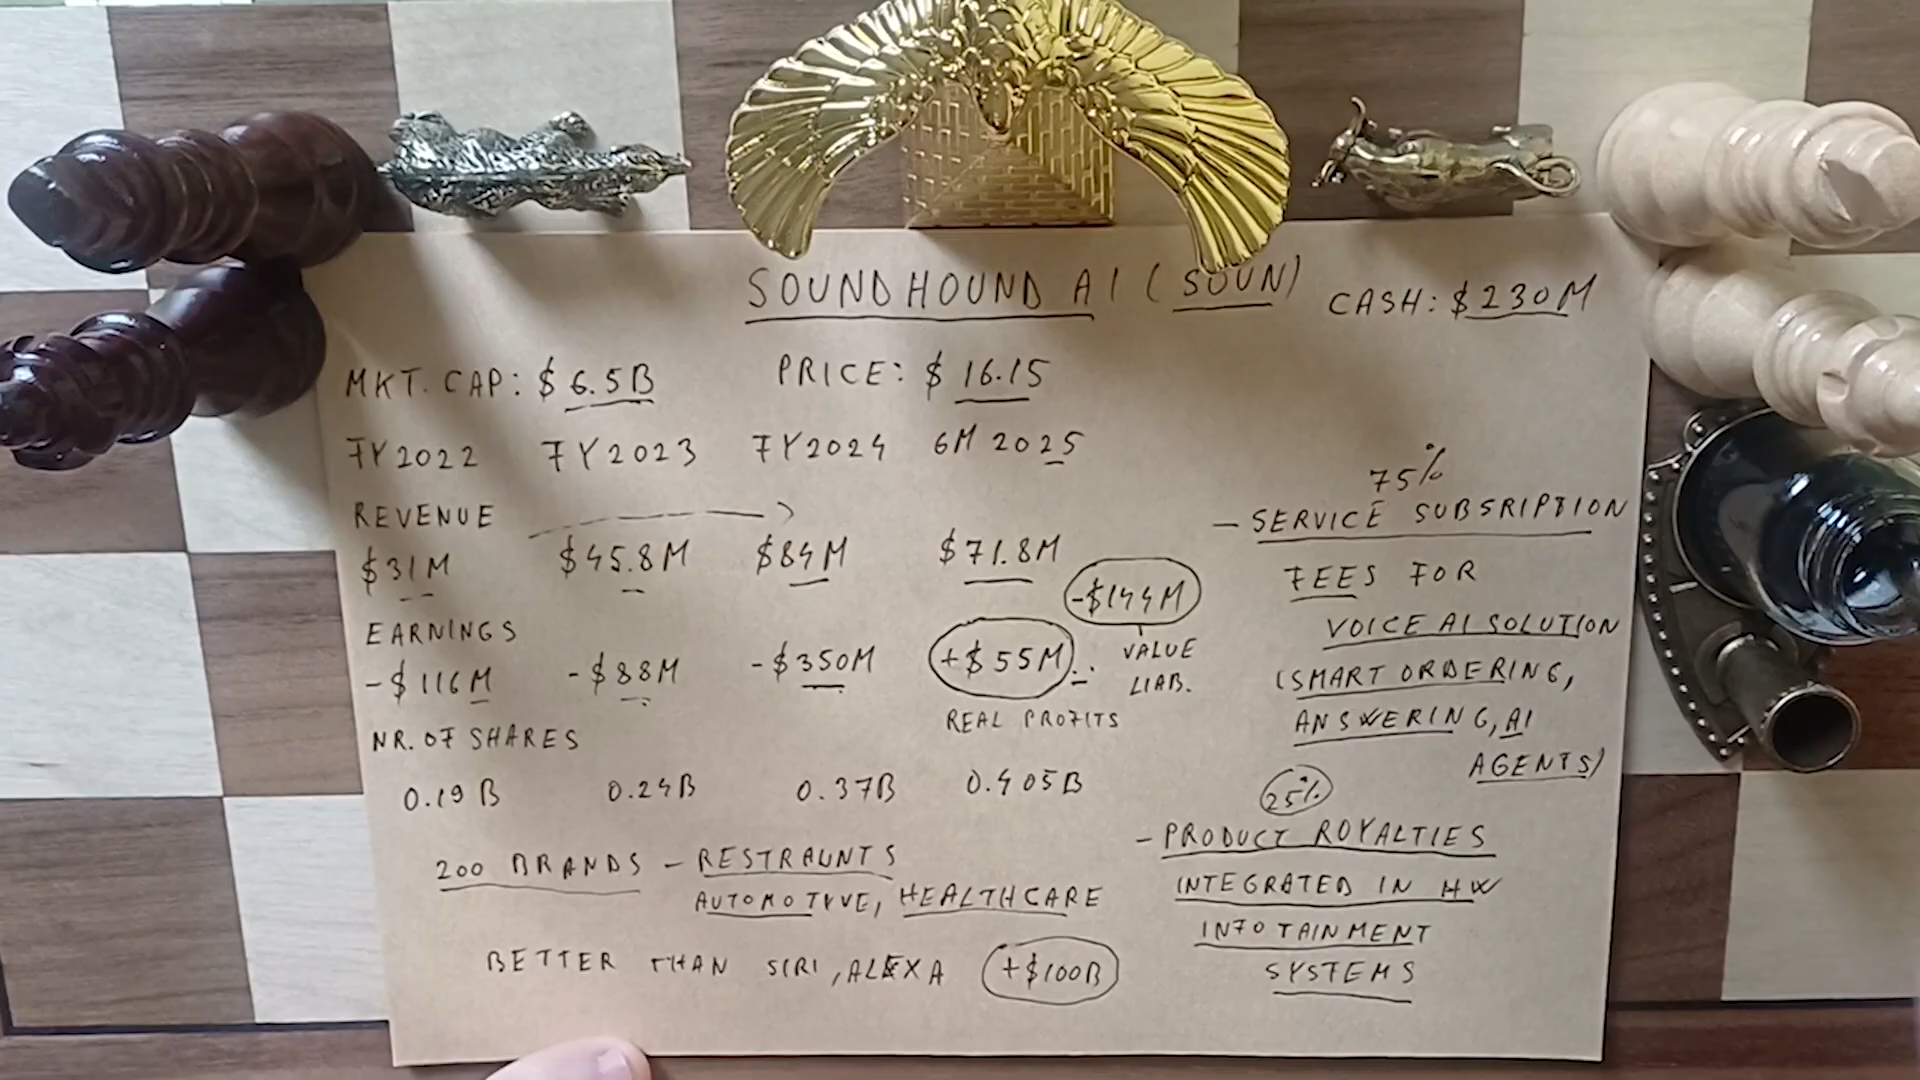 SOUNDHOUND AI (SOUN)
CASH: $230M
MKT. CAP: $6.5B
PRICE: $16.15
FY2022 FY2023 FY2024 6M 2025
REVENUE
$31M $45.8M $84M $71.8M
-$144M
VALUE
LIAB.
EARNINGS
-$116M -$88M -$350M +$55M
REAL PROFITS
NR. OF SHARES
0.19B 0.24B 0.37B 0.405B
200 BRANDS - RESTRAUNTS
AUTOMOTYVE, HEALTHCARE
BETTER THAN SIRI, ALEXA +$100B
75%
- SERVICE SUBSRIPTION
FEES FOR
VOICE AI SOLUTION
(SMART ORDERING,
ANSWERING, AI
AGENTS)
25%
- PRODUCT ROYALTIES
INTEGRATED IN HW
INFOTAINMENT
SYSTEMS